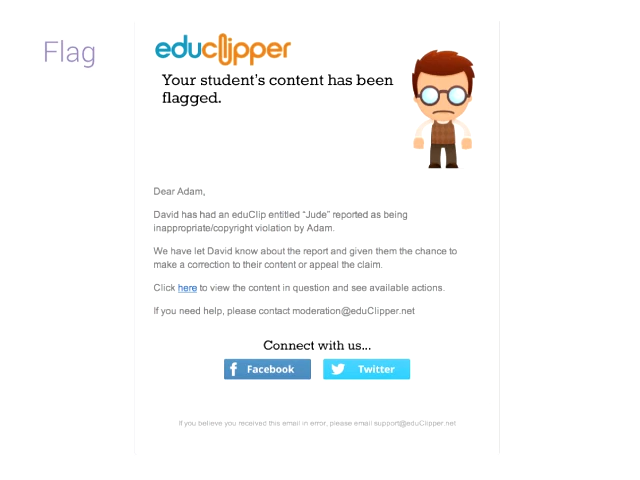 Flag
educlipper
Your student's content has been
flagged.
Dear Adam,
David has had an eduClip entitled “Jude” reported as being
inappropriate/copyright violation by Adam.
We have let David know about the report and given them the chance to
make a correction to their content or appeal the claim.
Click here to view the content in question and see available actions.
If you need help, please contact moderation@eduClipper.net
Connect with us...
f Facebook
Twitter
If you believe you received this email in error, please email support@eduClipper.net